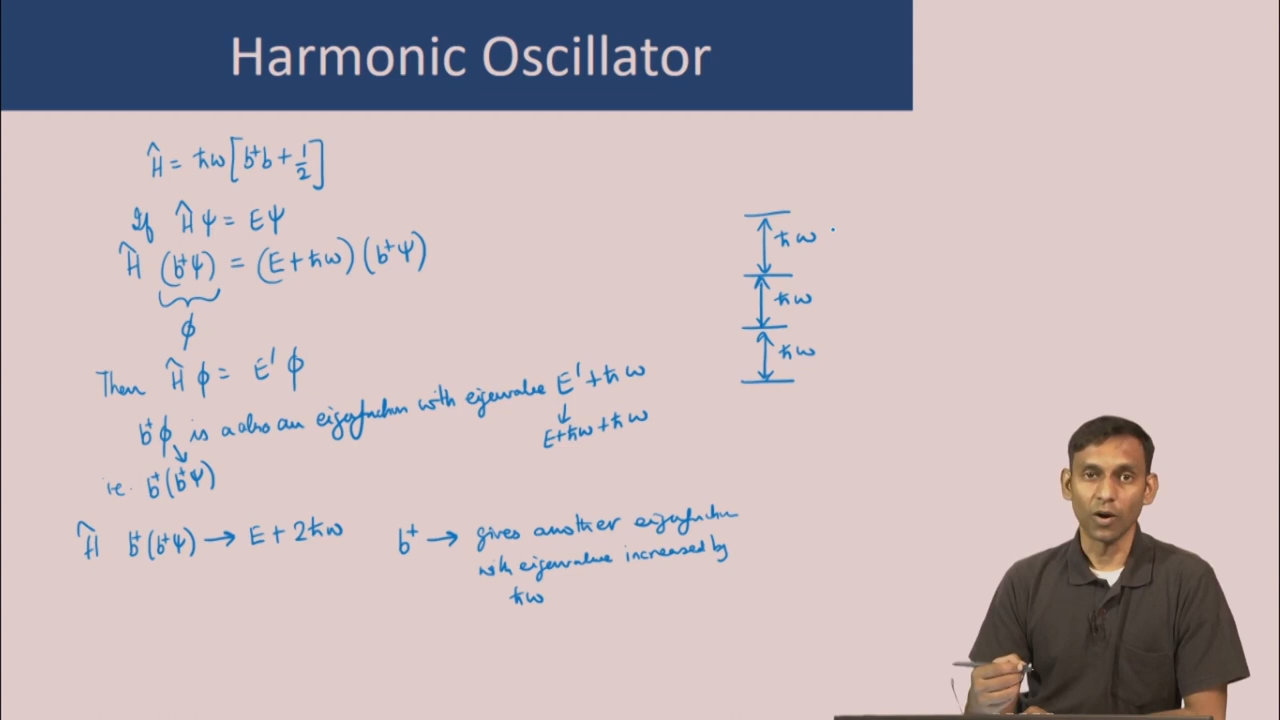 Harmonic Oscillator
Ĥ = ħω[b⁺b + 1/2]
If Ĥψ = Eψ
Ĥ (b⁺ψ) = (E + ħω)(b⁺ψ)
ϕ
Then Ĥϕ = E'ϕ
b⁺ϕ is a also an eigenfunction with eigenvalue E' + ħω
↓
E + ħω + ħω
i.e. b⁺(b⁺ψ)
Ĥ b⁺(b⁺ψ) → E + 2ħω
b⁺ → gives another eigenfunction
with eigenvalue increased by
ħω
ħω
ħω
ħω